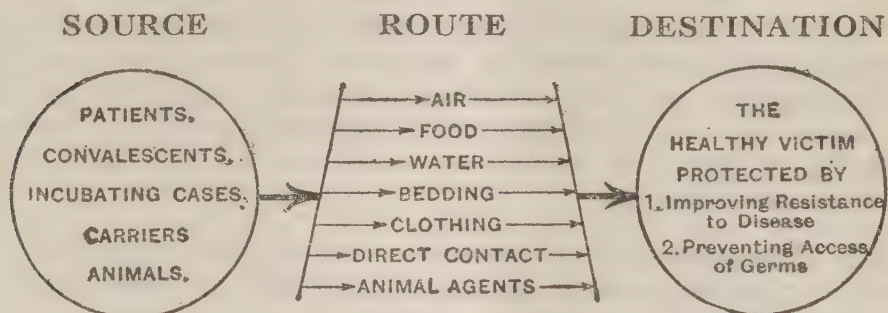 SOURCE
ROUTE
DESTINATION
PATIENTS.
CONVALESCENTS.
INCUBATING CASES.
CARRIERS
ANIMALS.
AIR
FOOD
WATER
BEDDING
CLOTHING
DIRECT CONTACT
ANIMAL AGENTS
THE
HEALTHY VICTIM
PROTECTED BY
1. Improving Resistance
to Disease
2. Preventing Access
of Germs